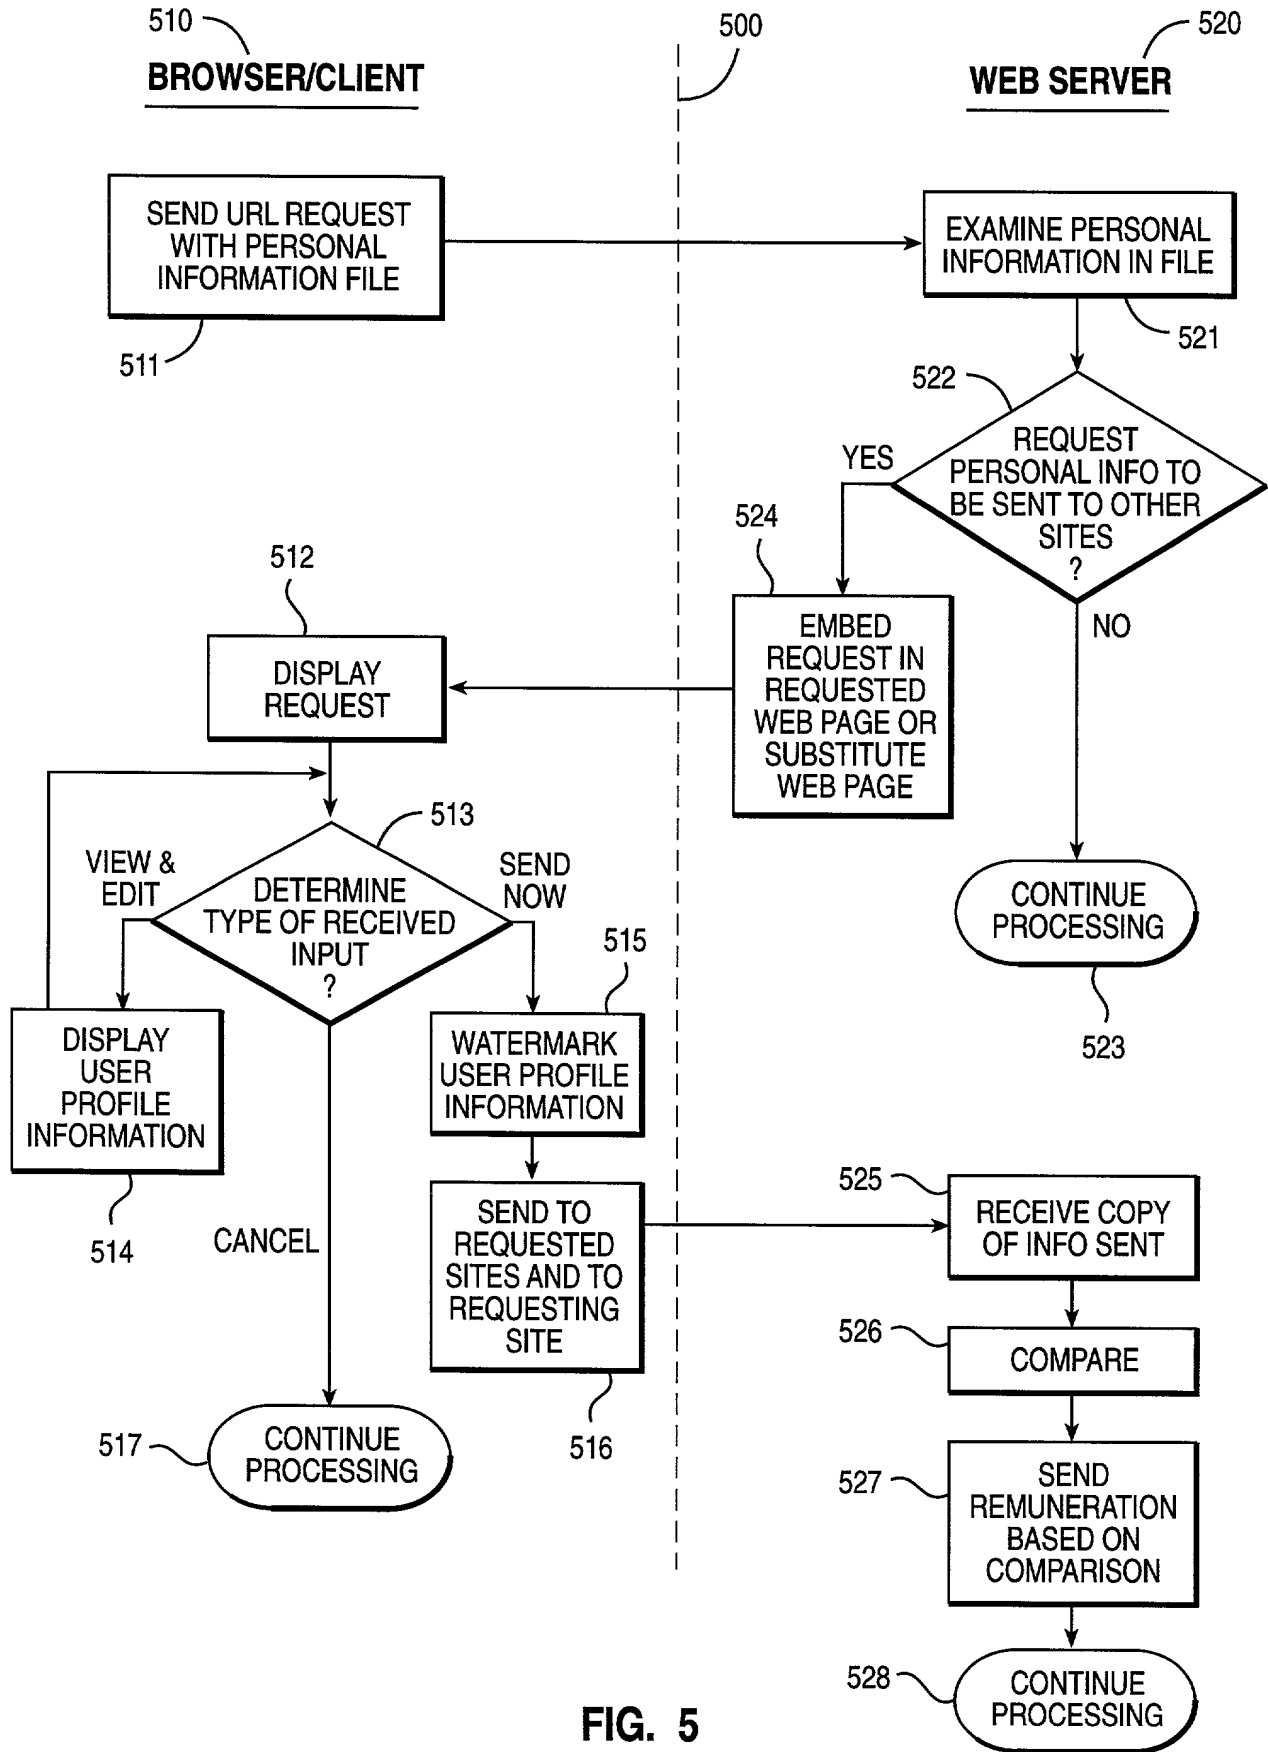 510
BROWSER/CLIENT
500
520
WEB SERVER
SEND URL REQUEST
WITH PERSONAL
INFORMATION FILE
511
EXAMINE PERSONAL
INFORMATION IN FILE
521
522
REQUEST
PERSONAL INFO TO
BE SENT TO OTHER
SITES
?
YES
NO
524
EMBED
REQUEST IN
REQUESTED
WEB PAGE OR
SUBSTITUTE
WEB PAGE
512
DISPLAY
REQUEST
513
VIEW &
EDIT
DETERMINE
TYPE OF RECEIVED
INPUT
?
SEND
NOW
CONTINUE
PROCESSING
523
515
DISPLAY
USER
PROFILE
INFORMATION
514
WATERMARK
USER PROFILE
INFORMATION
CANCEL
SEND TO
REQUESTED
SITES AND TO
REQUESTING
SITE
516
525
RECEIVE COPY
OF INFO SENT
526
COMPARE
517
CONTINUE
PROCESSING
527
SEND
REMUNERATION
BASED ON
COMPARISON
528
CONTINUE
PROCESSING
FIG. 5